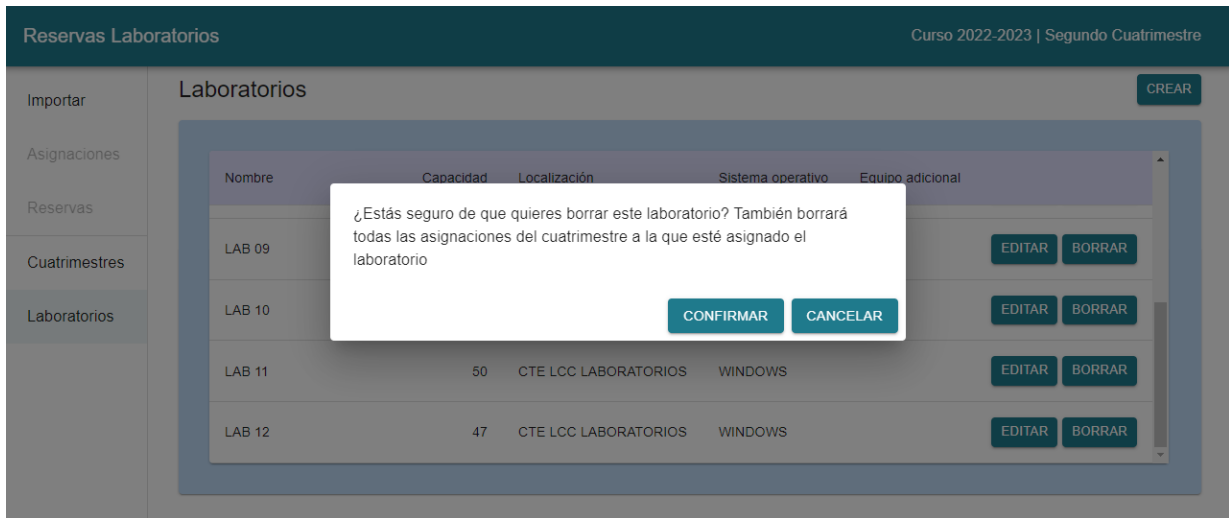 Reservas Laboratorios
Curso 2022-2023 | Segundo Cuatrimestre
Importar
Asignaciones
Reservas
Cuatrimestres
Laboratorios
Laboratorios
CREAR
Nombre Capacidad Localización Sistema operativo Equipo adicional
¿Estás seguro de que quieres borrar este laboratorio? También borrará
todas las asignaciones del cuatrimestre a la que esté asignado el
laboratorio
CONFIRMAR CANCELAR
LAB 09 EDITAR BORRAR
LAB 10 EDITAR BORRAR
LAB 11 50 CTE LCC LABORATORIOS WINDOWS EDITAR BORRAR
LAB 12 47 CTE LCC LABORATORIOS WINDOWS EDITAR BORRAR